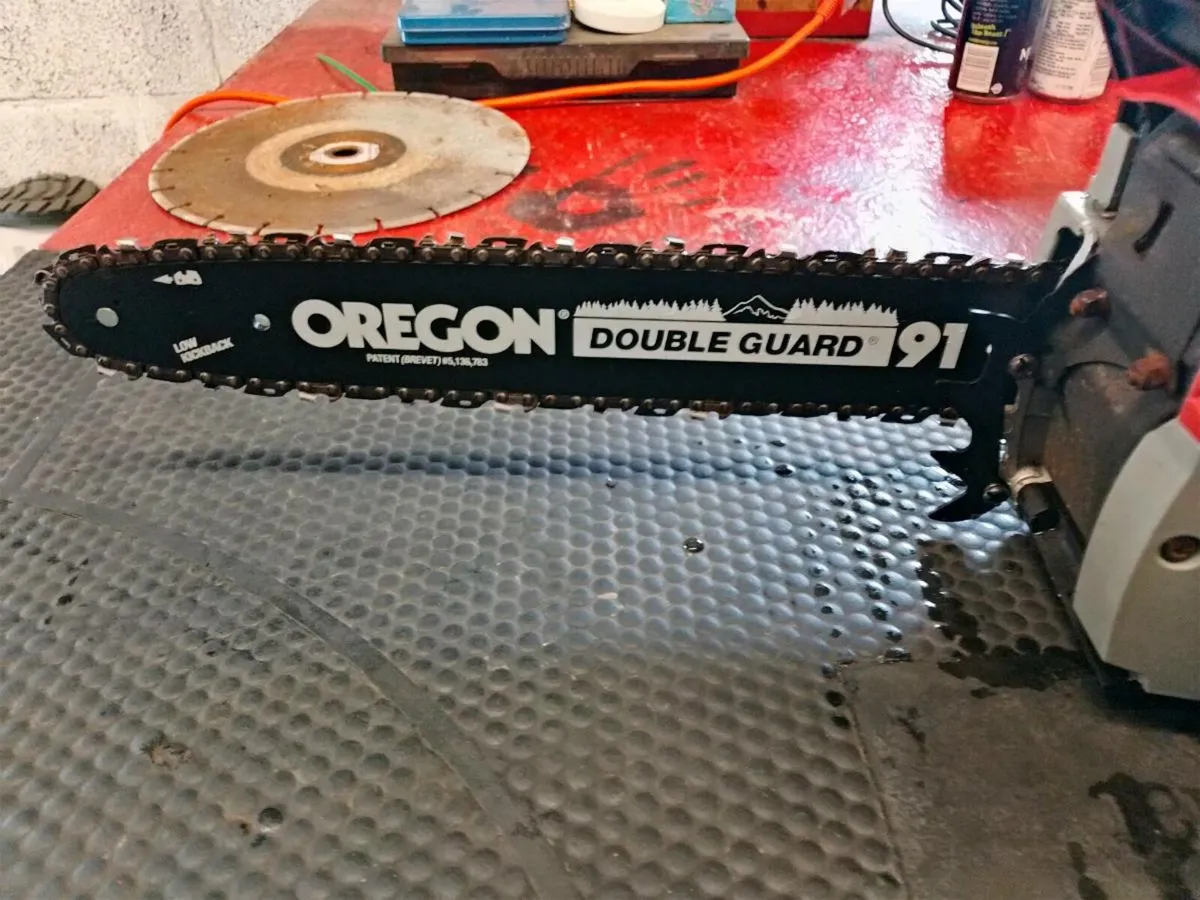 OREGON®
DOUBLE GUARD® 91
PATENT (BREVET) #5,136,783
LOW
KICKBACK